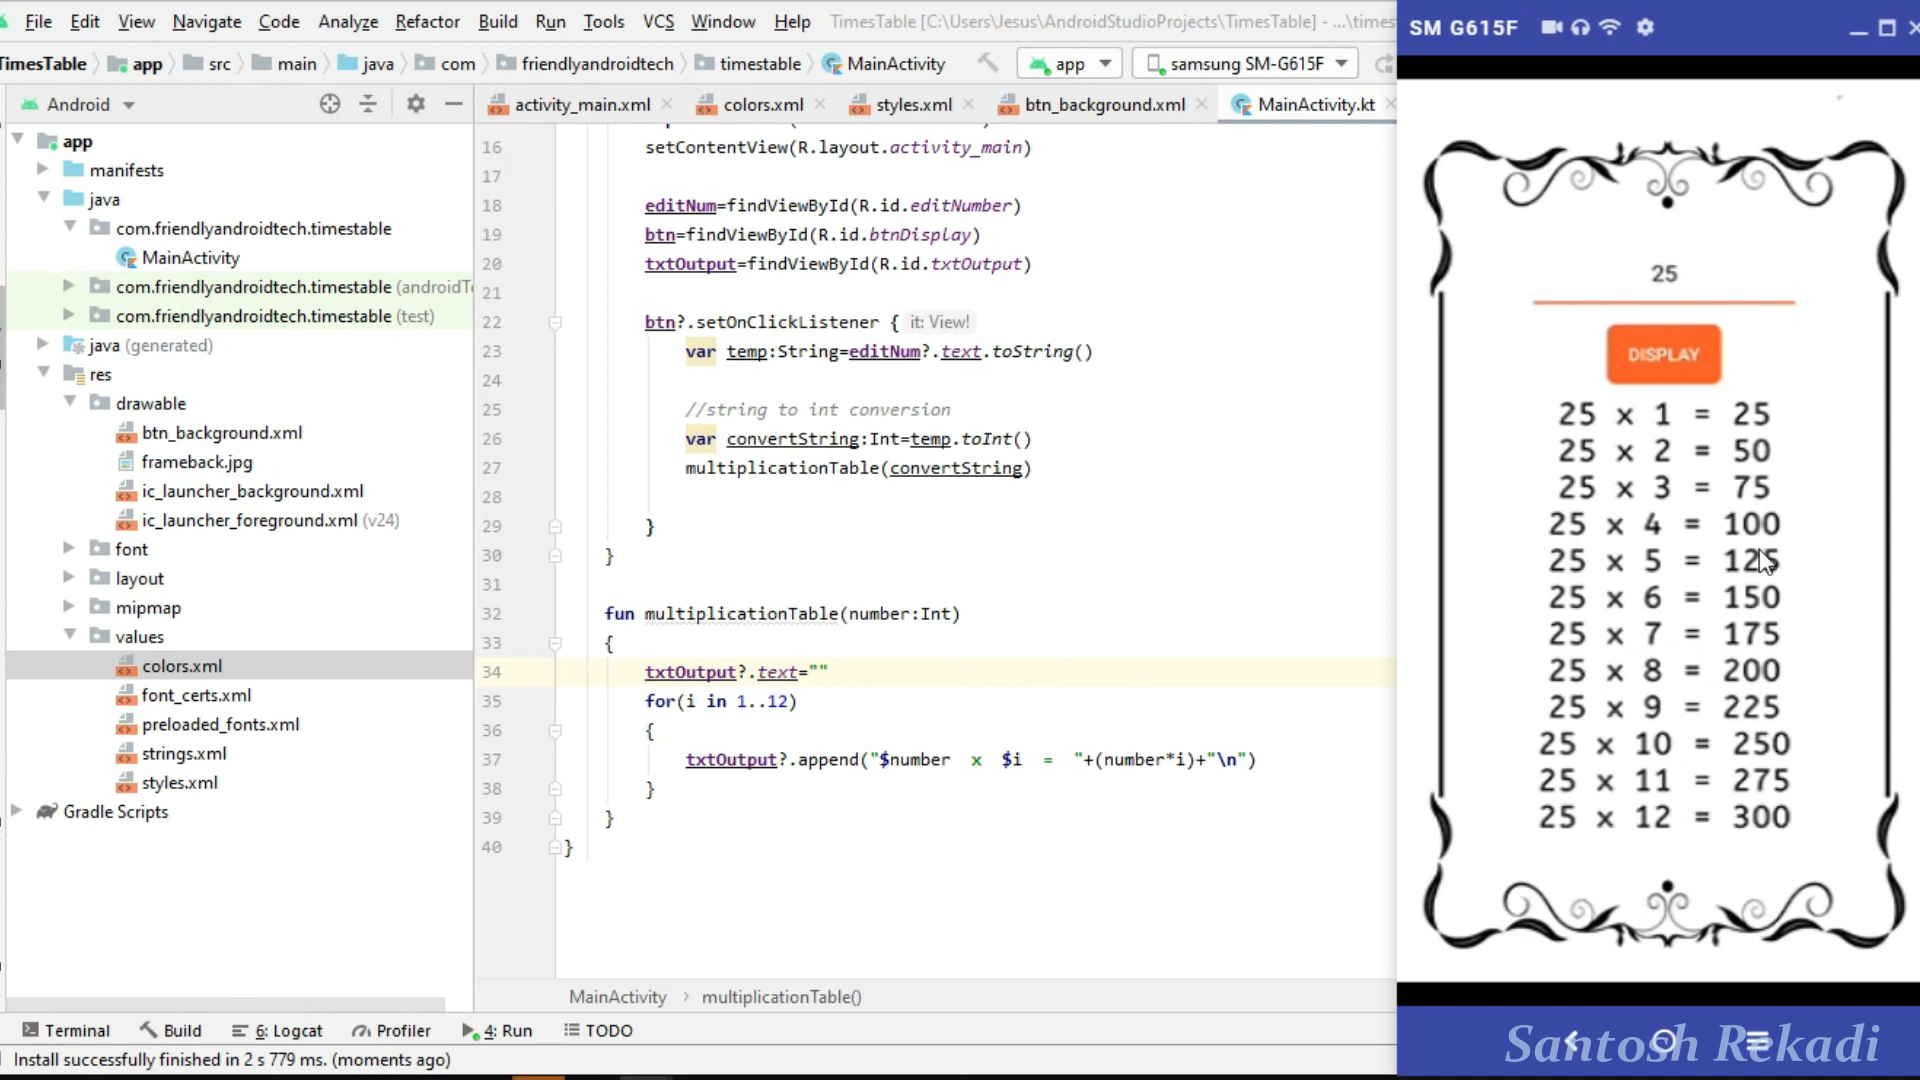 File Edit View Navigate Code Analyze Refactor Build Run Tools VCS Window Help TimesTable [C:\Users\Jesus\AndroidStudioProjects\TimesTable] - ...\times
TimesTable app src main java com friendlyandroidtech timestable MainActivity app samsung SM-G615F
Android
activity_main.xml colors.xml styles.xml btn_background.xml MainActivity.kt
app
manifests
java
com.friendlyandroidtech.timestable
MainActivity
com.friendlyandroidtech.timestable (androidT
com.friendlyandroidtech.timestable (test)
java (generated)
res
drawable
btn_background.xml
frameback.jpg
ic_launcher_background.xml
ic_launcher_foreground.xml (v24)
font
layout
mipmap
values
colors.xml
font_certs.xml
preloaded_fonts.xml
strings.xml
styles.xml
Gradle Scripts
16 setContentView(R.layout.activity_main)
17
18 editNum=findViewById(R.id.editNumber)
19 btn=findViewById(R.id.btnDisplay)
20 txtOutput=findViewById(R.id.txtOutput)
21
22 btn?.setOnClickListener { it: View!
23 var temp:String=editNum?.text.toString()
24
25 //string to int conversion
26 var convertString:Int=temp.toInt()
27 multiplicationTable(convertString)
28
29 }
30 }
31
32 fun multiplicationTable(number:Int)
33 {
34 txtOutput?.text=""
35 for(i in 1..12)
36 {
37 txtOutput?.append("$number  x  $i  =  "+(number*i)+"\n")
38 }
39 }
40 }
MainActivity › multiplicationTable()
Terminal Build 6: Logcat Profiler 4: Run TODO
Install successfully finished in 2 s 779 ms. (moments ago)
SM G615F
25
DISPLAY
25 x 1 = 25
25 x 2 = 50
25 x 3 = 75
25 x 4 = 100
25 x 5 = 125
25 x 6 = 150
25 x 7 = 175
25 x 8 = 200
25 x 9 = 225
25 x 10 = 250
25 x 11 = 275
25 x 12 = 300
Santosh Rekadi